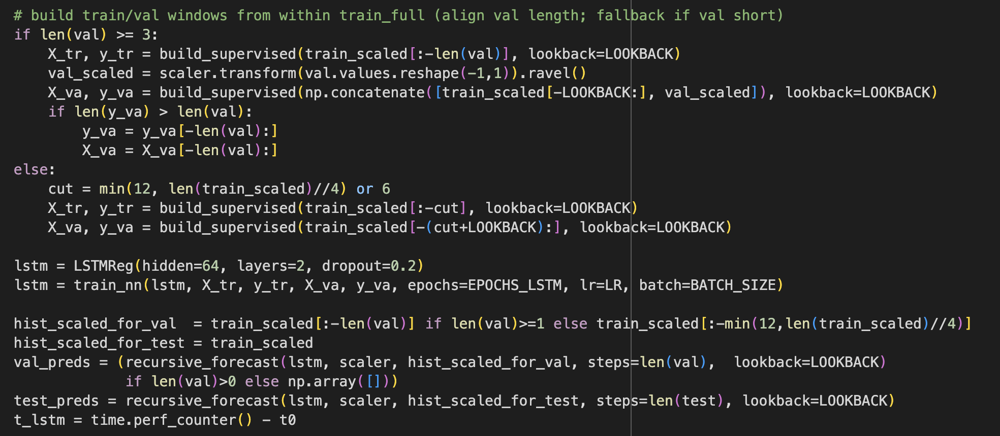 # build train/val windows from within train_full (align val length; fallback if val short)
if len(val) >= 3:
    X_tr, y_tr = build_supervised(train_scaled[:-len(val)], lookback=LOOKBACK)
    val_scaled = scaler.transform(val.values.reshape(-1,1)).ravel()
    X_va, y_va = build_supervised(np.concatenate([train_scaled[-LOOKBACK:], val_scaled]), lookback=LOOKBACK)
    if len(y_va) > len(val):
        y_va = y_va[-len(val):]
        X_va = X_va[-len(val):]
else:
    cut = min(12, len(train_scaled)//4) or 6
    X_tr, y_tr = build_supervised(train_scaled[:-cut], lookback=LOOKBACK)
    X_va, y_va = build_supervised(train_scaled[-(cut+LOOKBACK):], lookback=LOOKBACK)

lstm = LSTMReg(hidden=64, layers=2, dropout=0.2)
lstm = train_nn(lstm, X_tr, y_tr, X_va, y_va, epochs=EPOCHS_LSTM, lr=LR, batch=BATCH_SIZE)

hist_scaled_for_val  = train_scaled[:-len(val)] if len(val)>=1 else train_scaled[:-min(12,len(train_scaled)//4)]
hist_scaled_for_test = train_scaled
val_preds = (recursive_forecast(lstm, scaler, hist_scaled_for_val, steps=len(val),  lookback=LOOKBACK)
             if len(val)>0 else np.array([]))
test_preds = recursive_forecast(lstm, scaler, hist_scaled_for_test, steps=len(test), lookback=LOOKBACK)
t_lstm = time.perf_counter() - t0